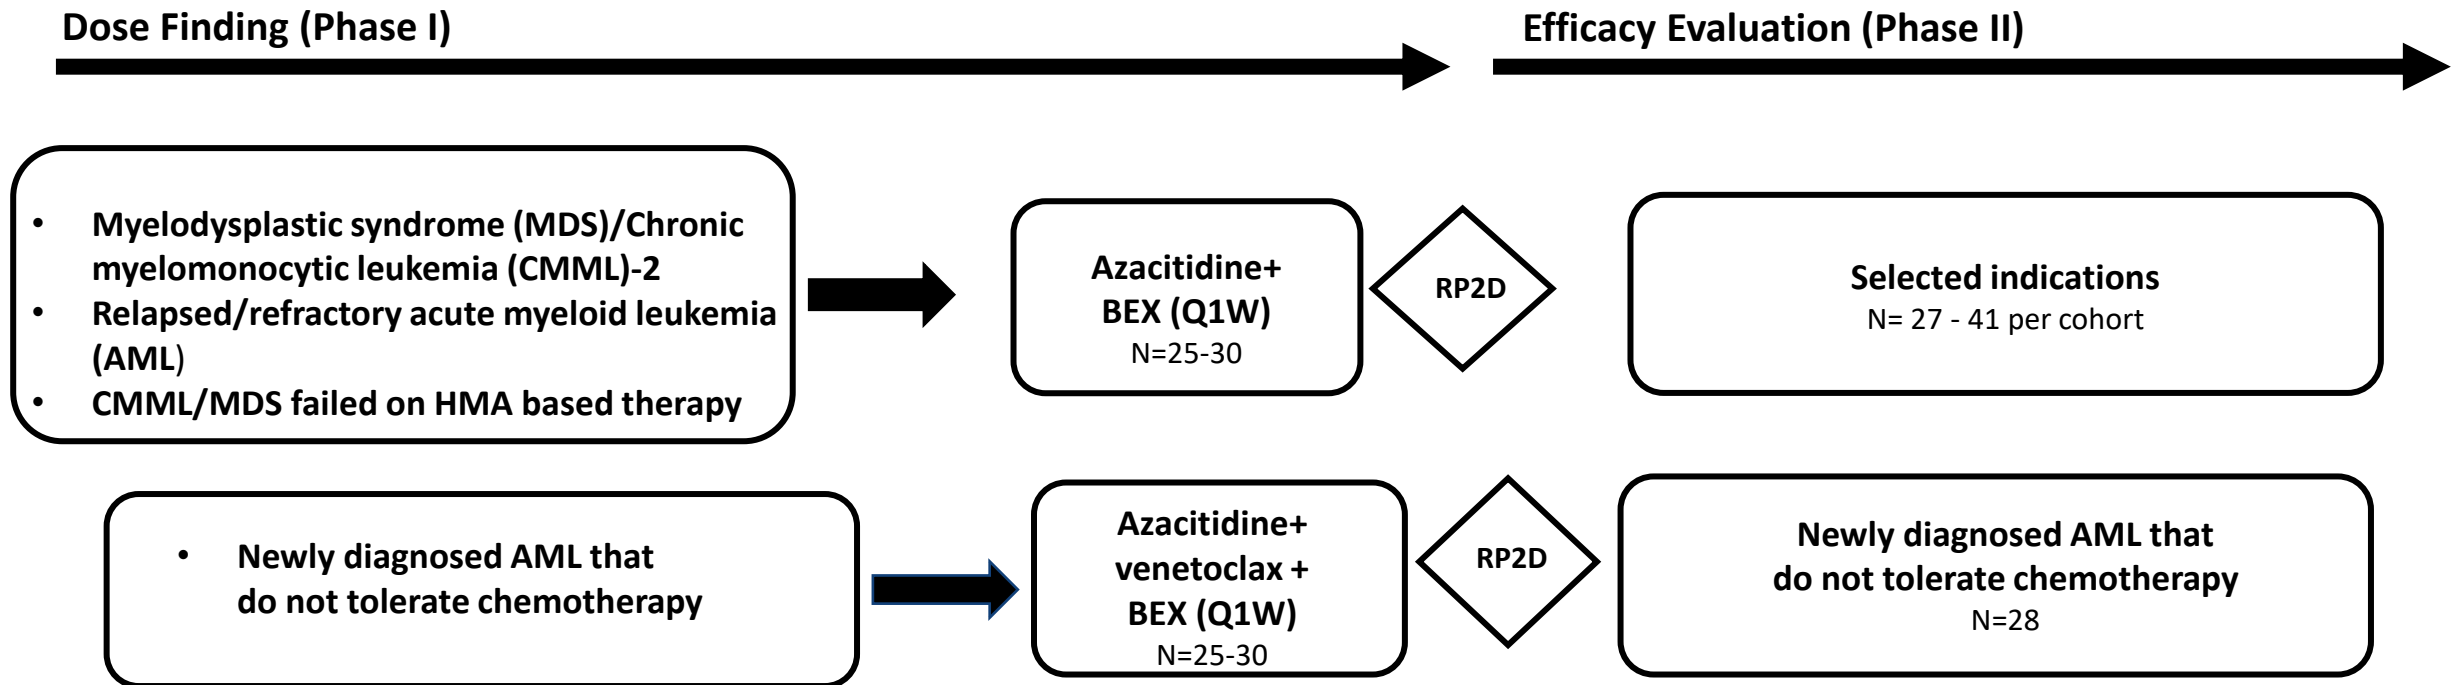 Dose Finding (Phase I)
Efficacy Evaluation (Phase II)
• Myelodysplastic syndrome (MDS)/Chronic
myelomonocytic leukemia (CMML)-2
• Relapsed/refractory acute myeloid leukemia
(AML)
• CMML/MDS failed on HMA based therapy
Azacitidine+
BEX (Q1W)
N=25-30
RP2D
Selected indications
N= 27 - 41 per cohort
• Newly diagnosed AML that
do not tolerate chemotherapy
Azacitidine+
venetoclax +
BEX (Q1W)
N=25-30
RP2D
Newly diagnosed AML that
do not tolerate chemotherapy
N=28